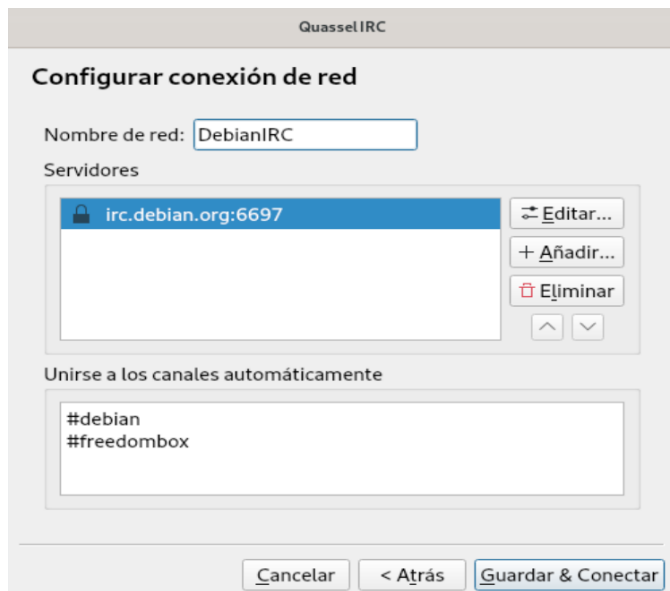 Quassel IRC
Configurar conexión de red
Nombre de red: DebianIRC
Servidores
irc.debian.org:6697
Editar...
+ Añadir...
Eliminar
Unirse a los canales automáticamente
#debian
#freedombox
Cancelar < Atrás Guardar & Conectar